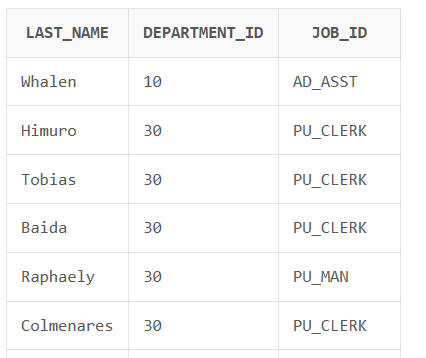 LAST_NAME DEPARTMENT_ID JOB_ID
Whalen 10 AD_ASST
Himuro 30 PU_CLERK
Tobias 30 PU_CLERK
Baida 30 PU_CLERK
Raphaely 30 PU_MAN
Colmenares 30 PU_CLERK